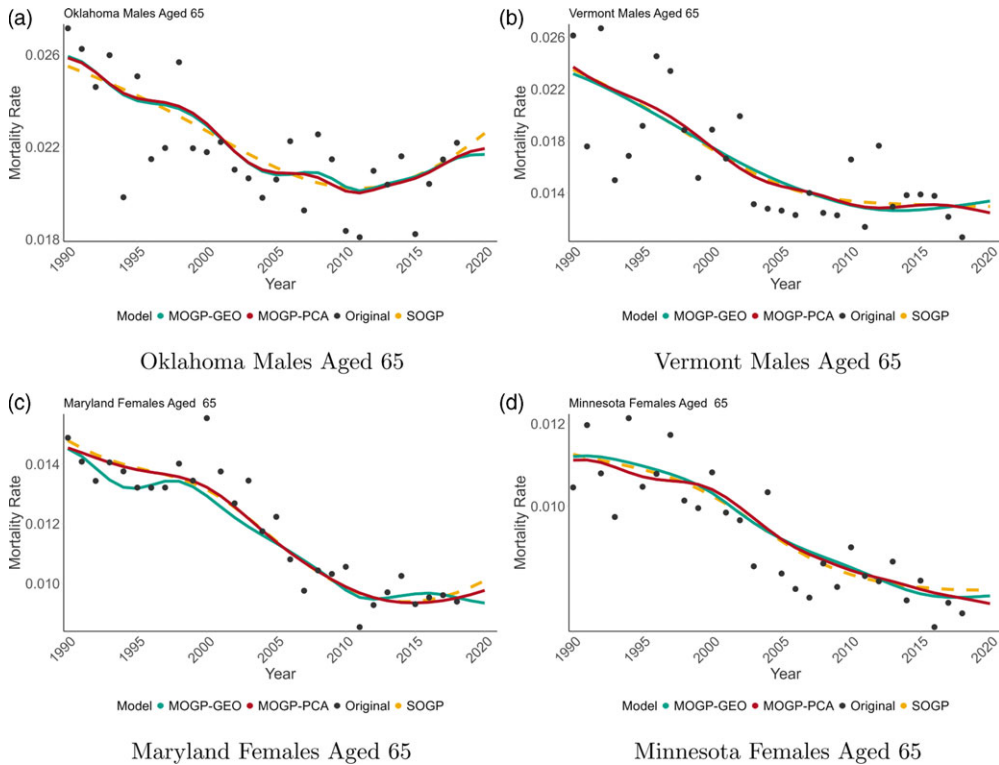 (a)
Oklahoma Males Aged 65
Mortality Rate
0.026
0.022
0.018
1990
1995
2000
2005
2010
2015
2020
Year
Model MOGP-GEO MOGP-PCA Original SOGP
Oklahoma Males Aged 65
(b)
Vermont Males Aged 65
Mortality Rate
0.026
0.022
0.018
0.014
1990
1995
2000
2005
2010
2015
2020
Year
Model MOGP-GEO MOGP-PCA Original SOGP
Vermont Males Aged 65
(c)
Maryland Females Aged 65
Mortality Rate
0.014
0.012
0.010
1990
1995
2000
2005
2010
2015
2020
Year
Model MOGP-GEO MOGP-PCA Original SOGP
Maryland Females Aged 65
(d)
Minnesota Females Aged 65
Mortality Rate
0.012
0.010
1990
1995
2000
2005
2010
2015
2020
Year
Model MOGP-GEO MOGP-PCA Original SOGP
Minnesota Females Aged 65